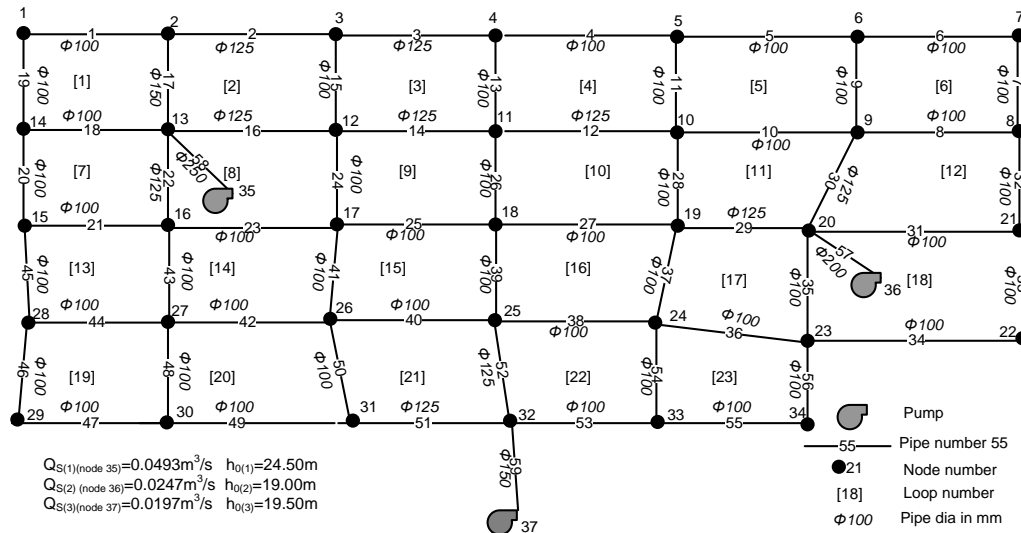 1 2 3 4 5 6 7
1 2 3 4 5 6
Φ100 Φ125 Φ125 Φ100 Φ100 Φ100
19 Φ100 [1] 17 Φ150 [2] 15 Φ100 [3] 13 Φ100 [4] 11 Φ100 [5] 9 Φ100 [6] 7 Φ100
14 Φ100 13 Φ125 12 Φ125 11 Φ125 10 9 Φ100 8
18 16 14 12 10 Φ100 8
20 Φ100 [7] 22 Φ125 58 Φ250 [8] 35 24 Φ100 [9] 26 Φ100 [10] 28 Φ100 [11] 30 Φ125 [12] 32
15 Φ100 16 17 18 19 Φ125 20 21
21 23 Φ100 25 Φ100 27 Φ100 29 31 Φ100
45 Φ100 [13] 43 Φ100 [14] 41 Φ100 [15] 39 Φ100 [16] 37 Φ100 [17] 35 Φ100 57 Φ200 36 [18] Φ100
28 27 26 25 24 Φ100 23 22
44 Φ100 42 Φ100 40 Φ100 38 Φ100 36 34 Φ100
46 Φ100 [19] 48 Φ100 [20] 50 Φ100 [21] 52 Φ125 [22] 54 Φ100 [23] 56 Φ100
29 Φ100 30 Φ100 31 Φ125 32 Φ100 33 Φ100 34
47 49 51 53 55
59 Φ150
37
Q S(1)(node 35)=0.0493m³/s h0(1)=24.50m
Q S(2) (node 36)=0.0247m³/s h0(2)=19.00m
Q S(3)(node 37)=0.0197m³/s h0(3)=19.50m
Pump
55 Pipe number 55
21 Node number
[18] Loop number
Φ100 Pipe dia in mm